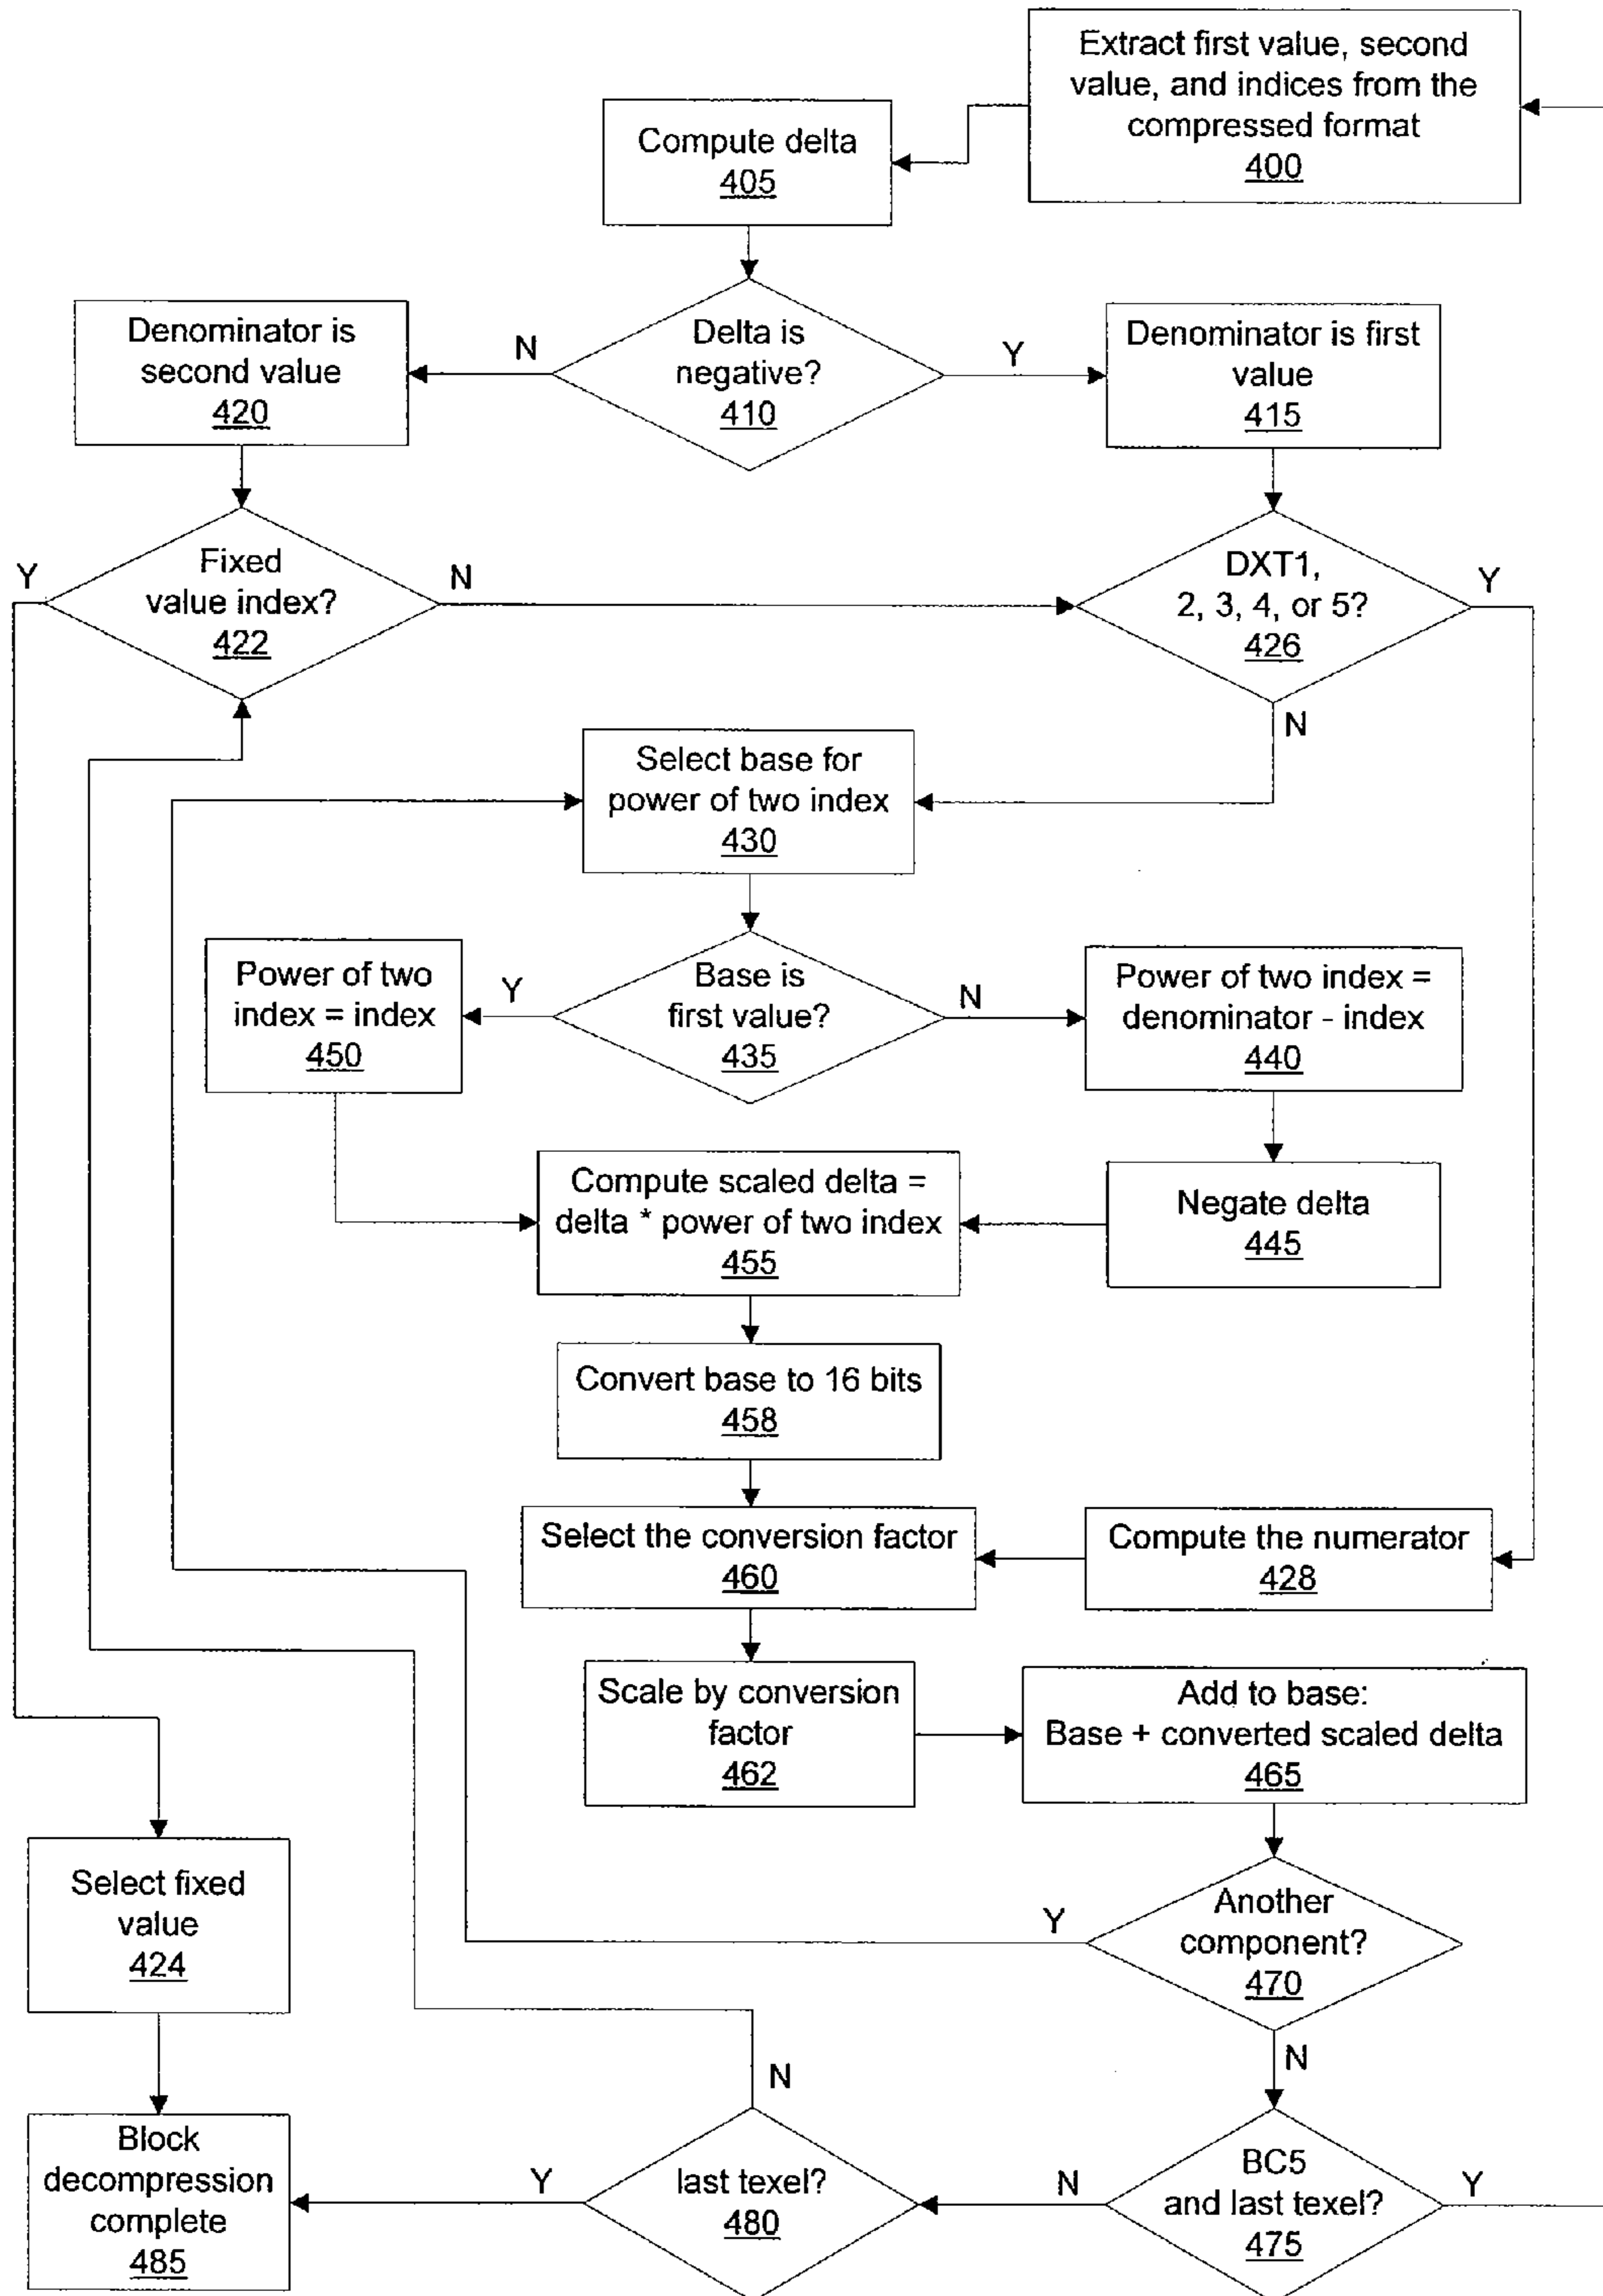 Extract first value, second
value, and indices from the
compressed format
400
Compute delta
405
Delta is
negative?
410
N
Y
Denominator is
second value
420
Denominator is first
value
415
Fixed
value index?
422
Y
N
DXT1,
2, 3, 4, or 5?
426
Y
N
Select base for
power of two index
430
Base is
first value?
435
Y
N
Power of two
index = index
450
Power of two index =
denominator - index
440
Compute scaled delta =
delta * power of two index
455
Negate delta
445
Convert base to 16 bits
458
Select the conversion factor
460
Compute the numerator
428
Scale by conversion
factor
462
Add to base:
Base + converted scaled delta
465
Select fixed
value
424
Another
component?
470
Y
N
Block
decompression
complete
485
last texel?
480
Y
N
BC5
and last texel?
475
N
Y